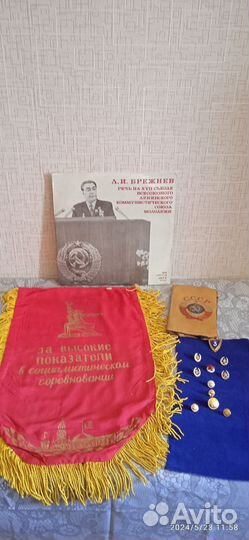 Л.И. БРЕЖНЕВ
РЕЧЬ НА XVII СЪЕЗДЕ
ВСЕСОЮЗНОГО
ЛЕНИНСКОГО
КОММУНИСТИЧЕСКОГО
СОЮЗА
МОЛОДЕЖИ
СССР
за высокие
показатели
в социалистическом
соревновании
Avito
2024/5/23 11:58